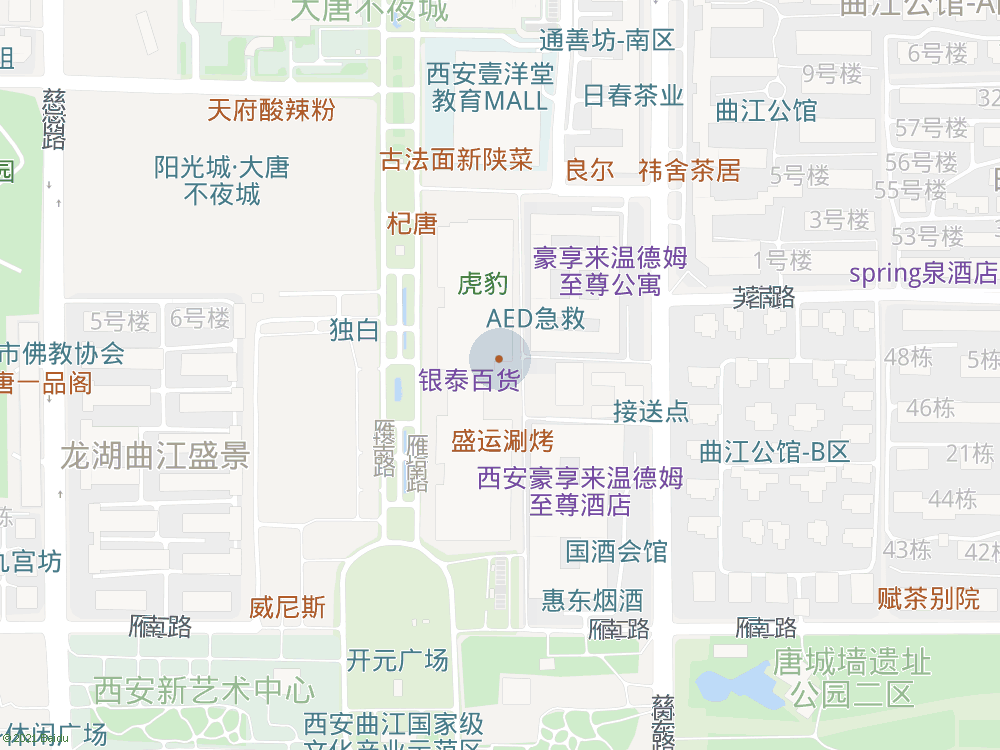 大唐不夜城
曲江公馆-A
通善坊-南区
6号楼
组
9号楼
西安壹洋堂
教育MALL
日春茶业
32
天府酸辣粉
曲江公馆
57号楼
古法面新陕菜
阳光城·大唐
不夜城
良尔
祎舍茶居
56号楼
园
5号楼
55号楼
杞唐
3号楼
53号楼
豪享来温德姆
至尊公寓
1号楼
spring泉酒店
虎豹
AED急救
5号楼
6号楼
独白
市佛教协会
48栋
5栋
唐一品阁
银泰百货
接送点
46栋
盛运涮烤
曲江公馆-B区
21栋
龙湖曲江盛景
雁塔南路
西安豪享来温德姆
至尊酒店
44栋
栋
九宫坊
国酒会馆
43栋
42栋
威尼斯
惠东烟酒
赋茶别院
雁南路
雁南路
雁南路
开元广场
唐城墙遗址
公园二区
西安新艺术中心
休闲广场
西安曲江国家级
文化产业示范区
© 2021 Baidu